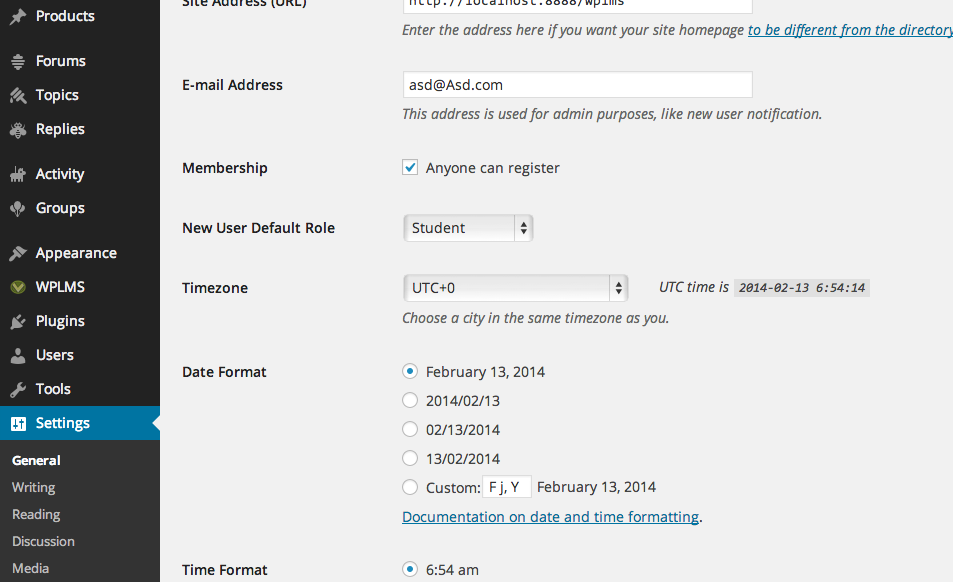 Products
Forums
Topics
Replies
Activity
Groups
Appearance
WPLMS
Plugins
Users
Tools
Settings
General
Writing
Reading
Discussion
Media
Site Address (URL)
http://localhost:8888/wplms
Enter the address here if you want your site homepage to be different from the directory
E-mail Address
asd@Asd.com
This address is used for admin purposes, like new user notification.
Membership
Anyone can register
New User Default Role
Student
Timezone
UTC+0
UTC time is 2014-02-13 6:54:14
Choose a city in the same timezone as you.
Date Format
February 13, 2014
2014/02/13
02/13/2014
13/02/2014
Custom: F j, Y February 13, 2014
Documentation on date and time formatting.
Time Format
6:54 am